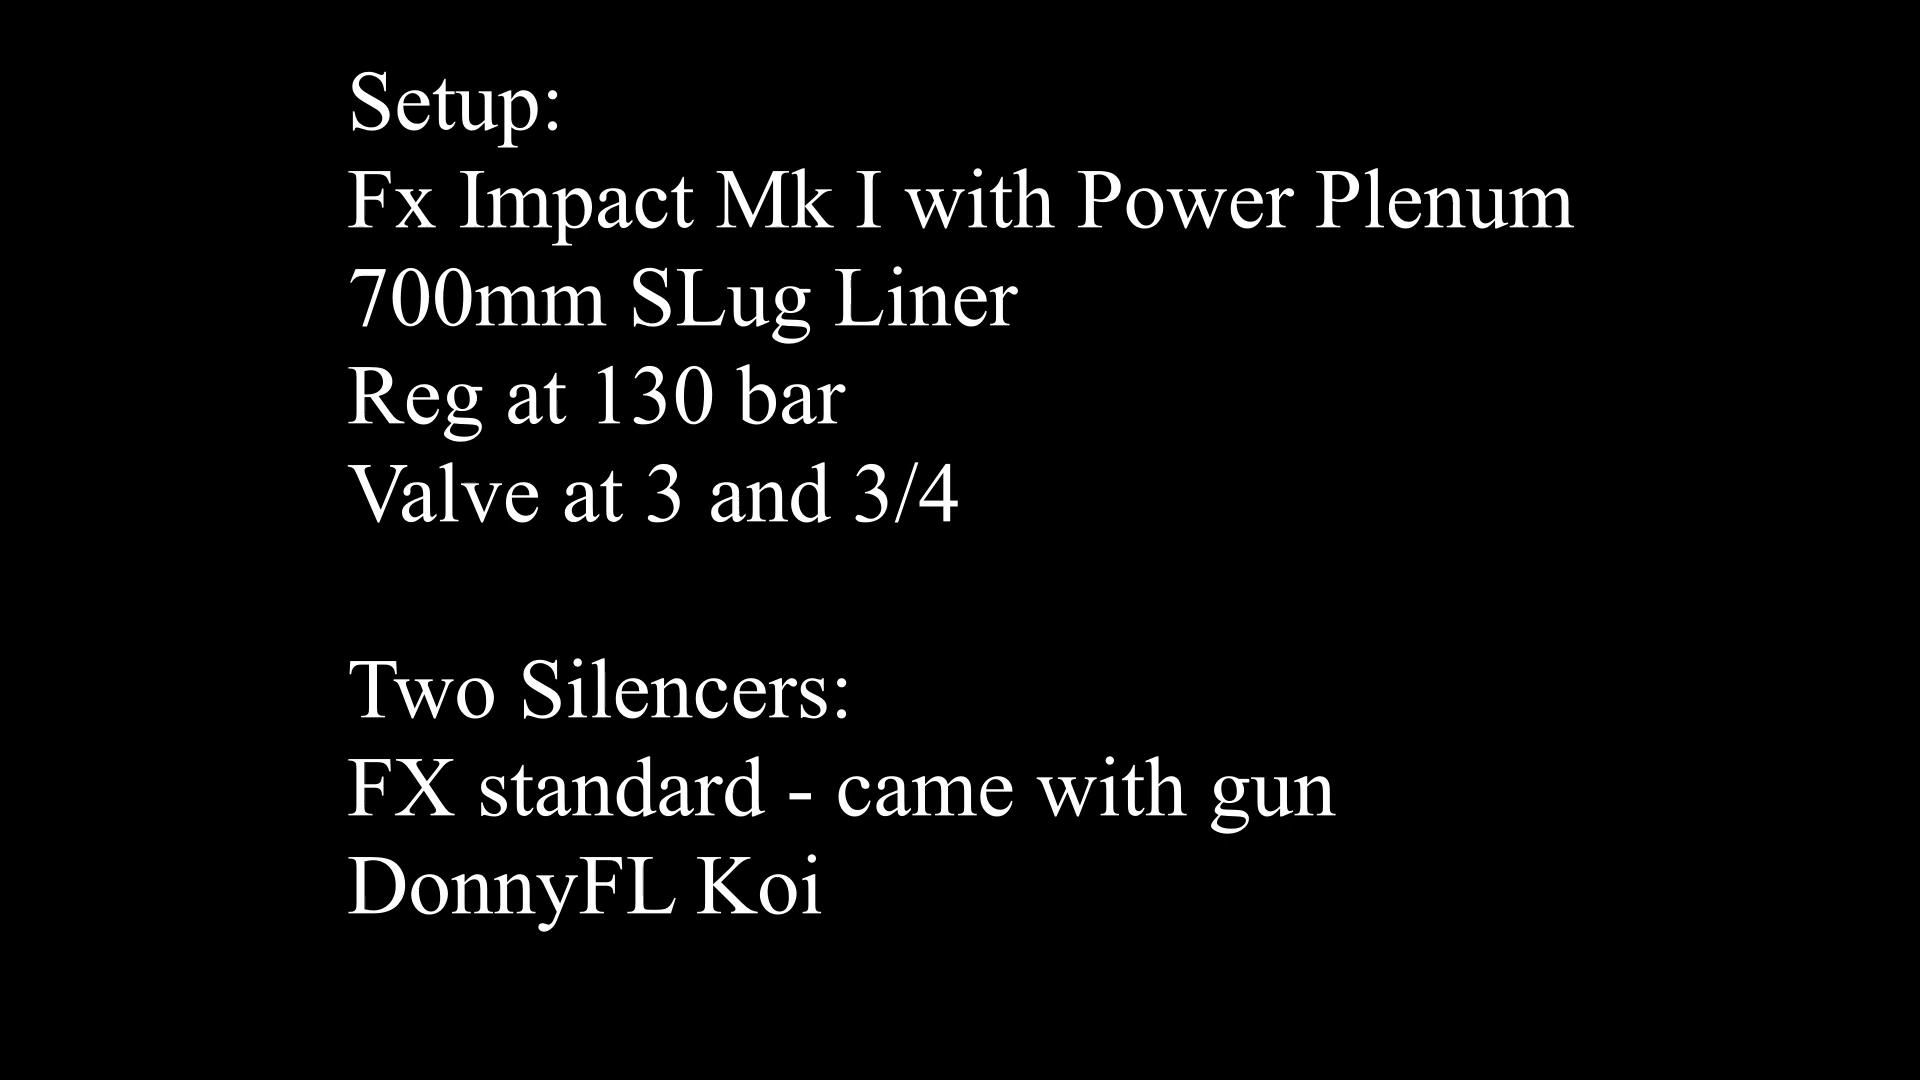 Setup:
Fx Impact Mk I with Power Plenum
700mm SLug Liner
Reg at 130 bar
Valve at 3 and 3/4
Two Silencers:
FX standard - came with gun
DonnyFL Koi